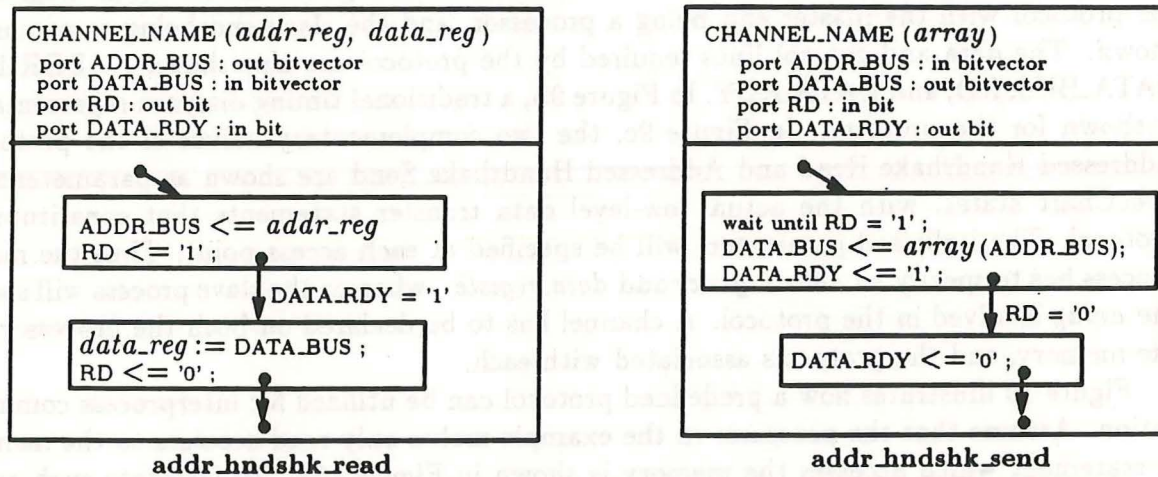 CHANNEL_NAME (addr_reg, data_reg)
port ADDR_BUS : out bitvector
port DATA_BUS : in bitvector
port RD : out bit
port DATA_RDY : in bit
ADDR_BUS <= addr_reg
RD <= '1' ;
DATA_RDY = '1'
data_reg := DATA_BUS ;
RD <= '0' ;
addr_hndshk_read
CHANNEL_NAME (array)
port ADDR_BUS : in bitvector
port DATA_BUS : out bitvector
port RD : in bit
port DATA_RDY : out bit
wait until RD = '1' ;
DATA_BUS <= array (ADDR_BUS);
DATA_RDY <= '1' ;
RD = '0'
DATA_RDY <= '0' ;
addr_hndshk_send